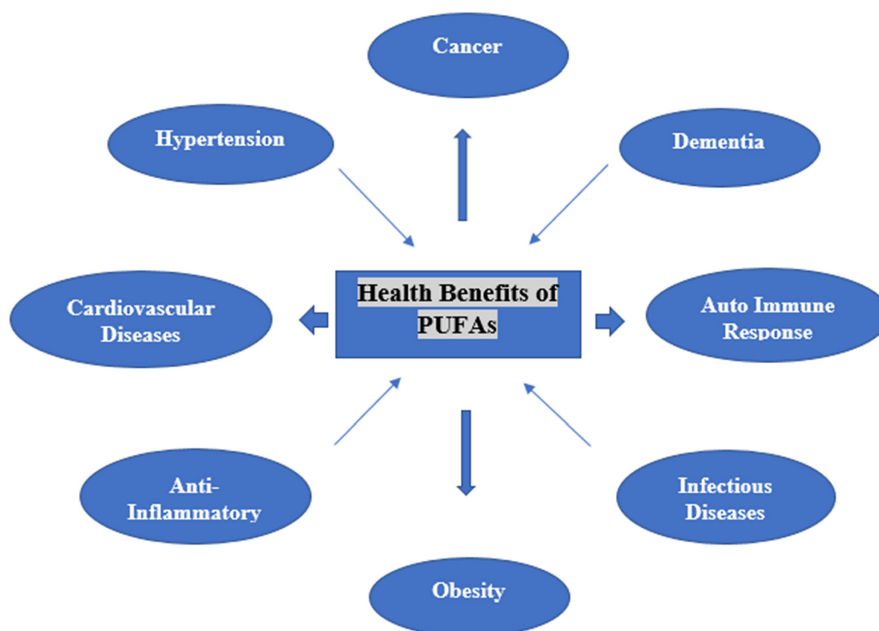 Cancer
Hypertension
Dementia
Health Benefits of
PUFAs
Cardiovascular
Diseases
Auto Immune
Response
Anti-
Inflammatory
Infectious
Diseases
Obesity